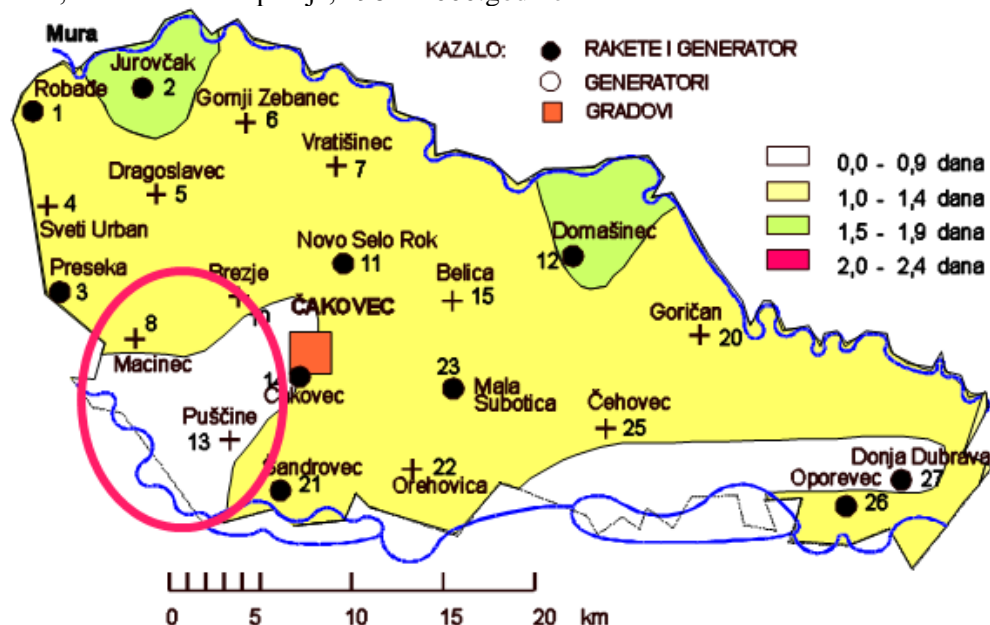 Mura
KAZALO:
RAKETE I GENERATOR
GENERATORI
GRADOVI
0,0 - 0,9 dana
1,0 - 1,4 dana
1,5 - 1,9 dana
2,0 - 2,4 dana
Jurovčak
2
Robađe
1
Gornji Zebanec
6
Vratišinec
7
Dragoslavec
5
4
Sveti Urban
Novo Selo Rok
11
Domašinec
12
Preseka
3
Brezje
Belica
15
ČAKOVEC
Goričan
20
8
Macinec
23
Mala
Subotica
Čakovec
Puščine
13
Čehovec
25
Šandrovec
21
22
Orehovica
Donja Dubrava
27
Oporevec
26
0 5 10 15 20 km